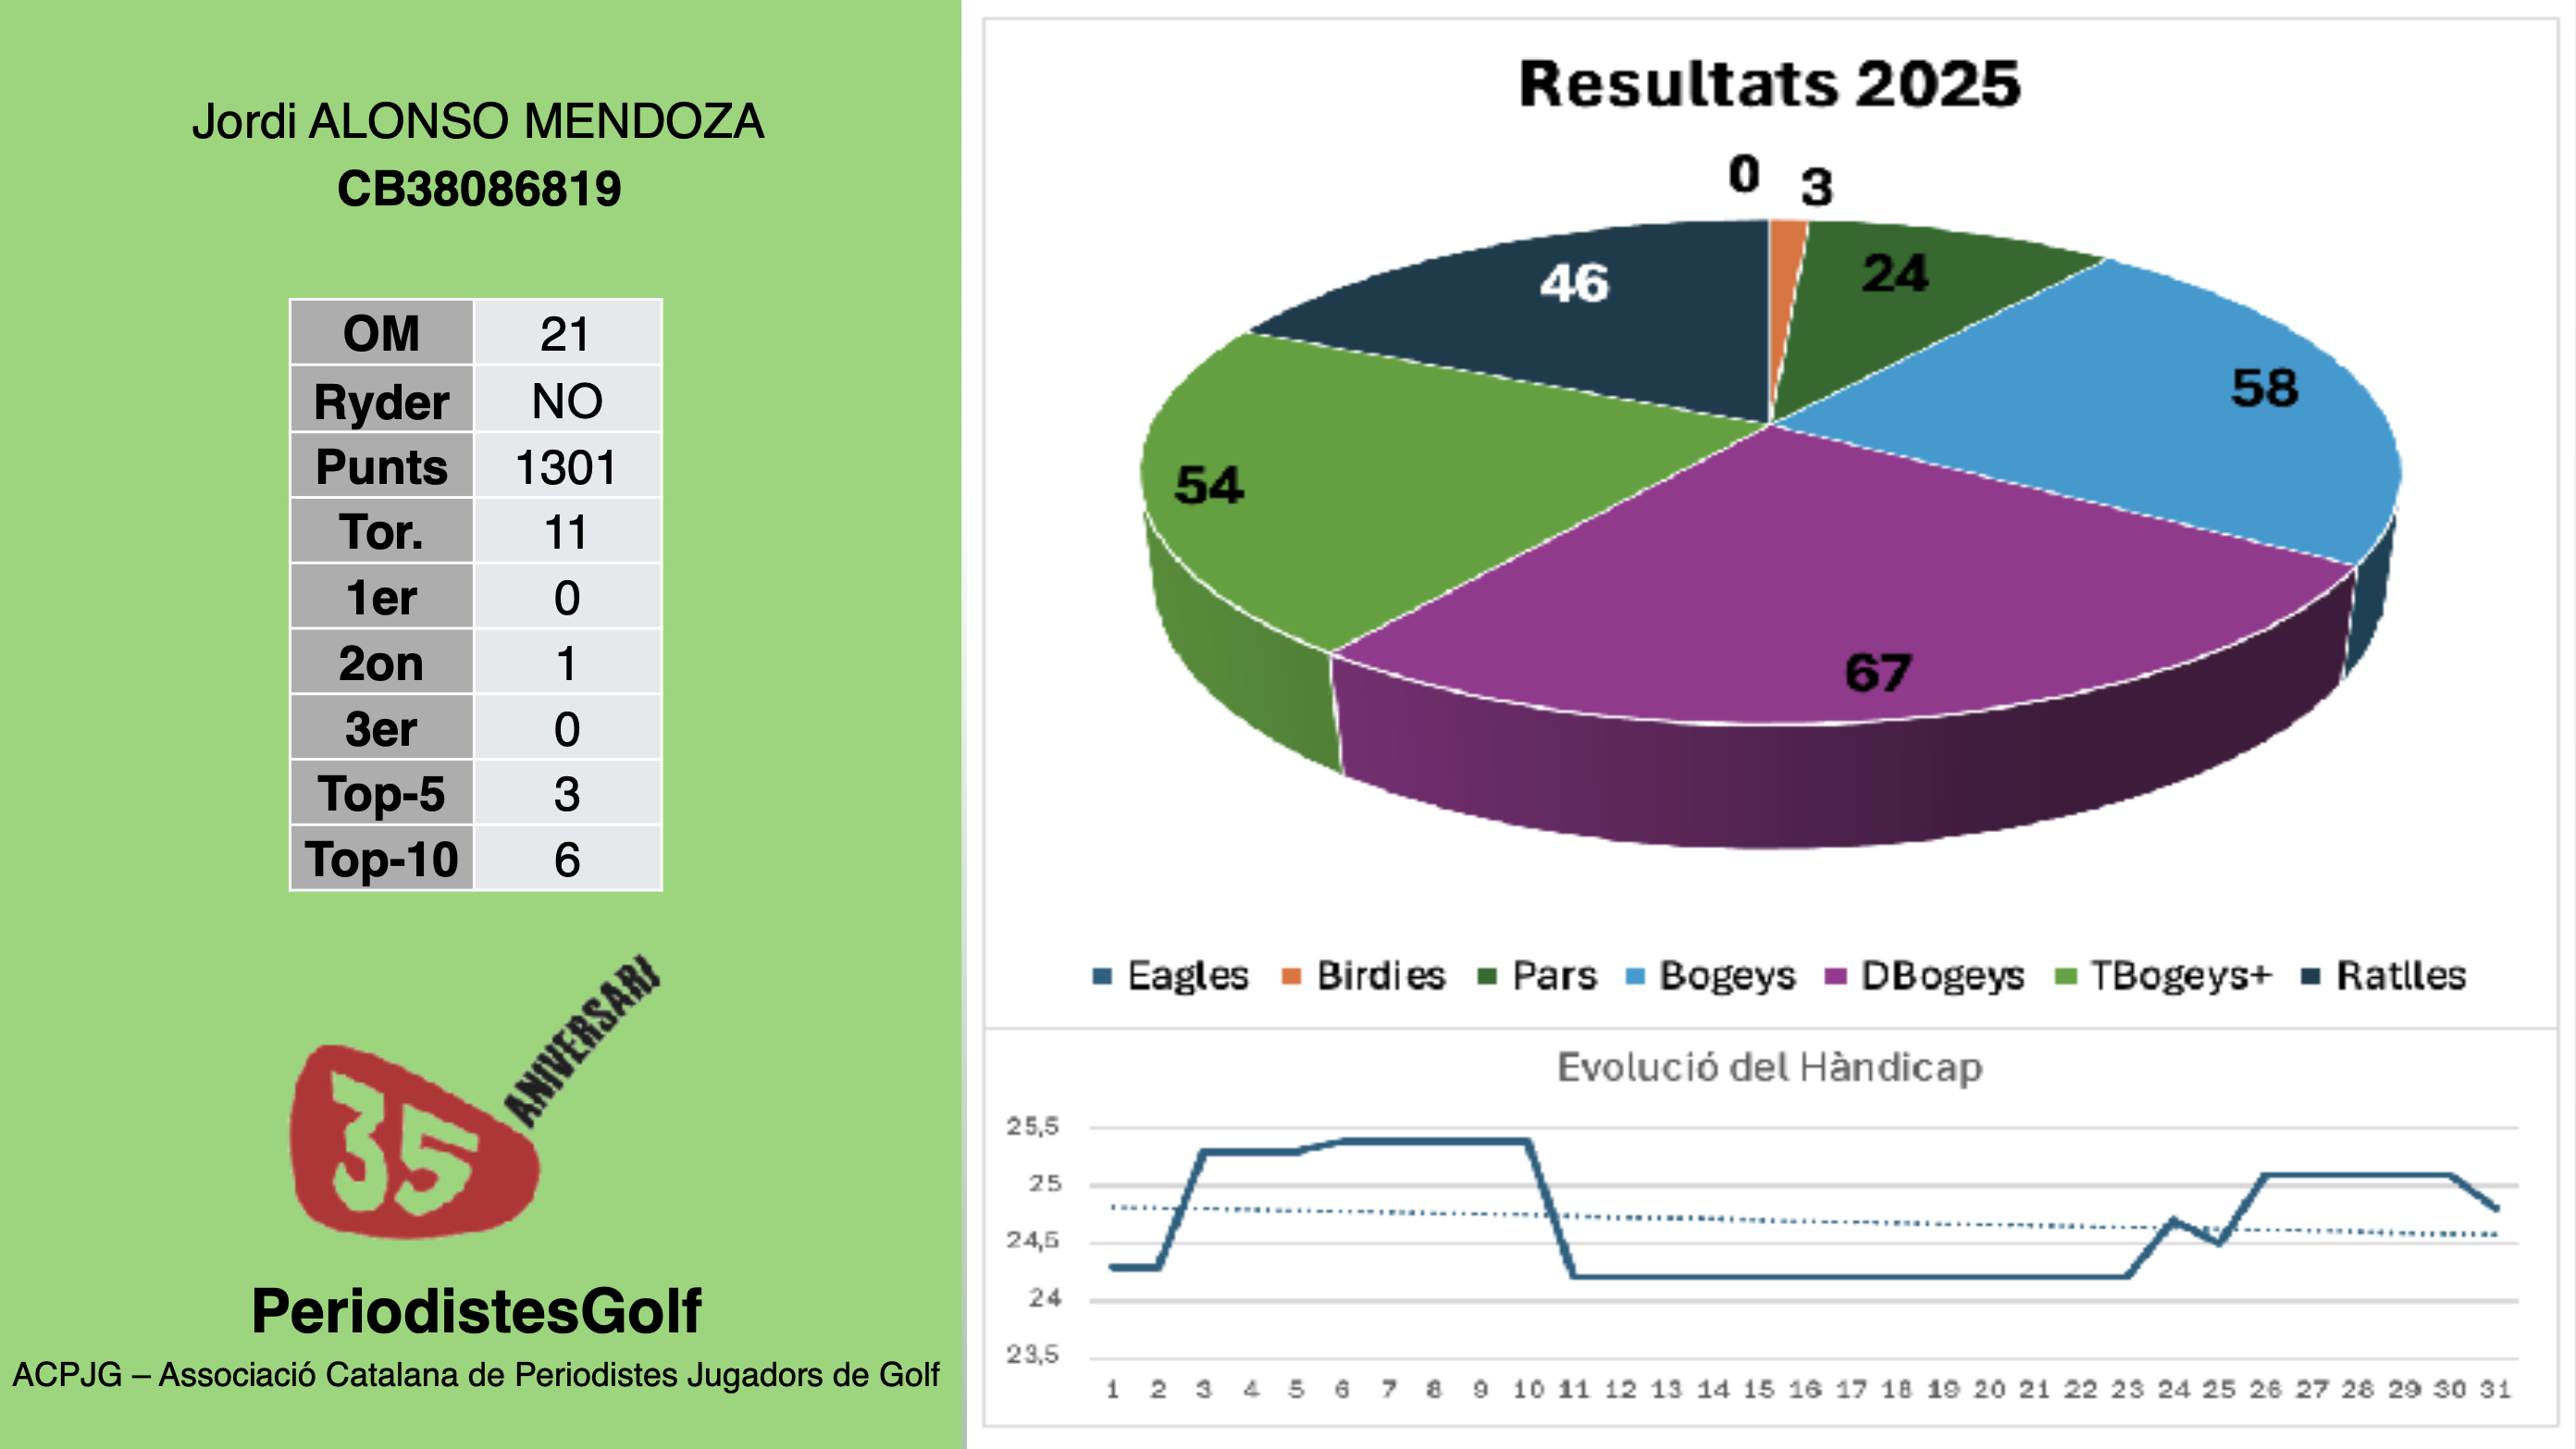 Jordi ALONSO MENDOZA
CB38086819
OM 21
Ryder NO
Punts 1301
Tor. 11
1er 0
2on 1
3er 0
Top-5 3
Top-10 6
35 ANIVERSARI
PeriodistesGolf
ACPJG – Associació Catalana de Periodistes Jugadors de Golf
Resultats 2025
0 3
24
46
58
54
67
Eagles Birdies Pars Bogeys DBogeys TBogeys+ Ratlles
Evolució del Hàndicap
25,5
25
24,5
24
23,5
1 2 3 4 5 6 7 8 9 10 11 12 13 14 15 16 17 18 19 20 21 22 23 24 25 26 27 28 29 30 31